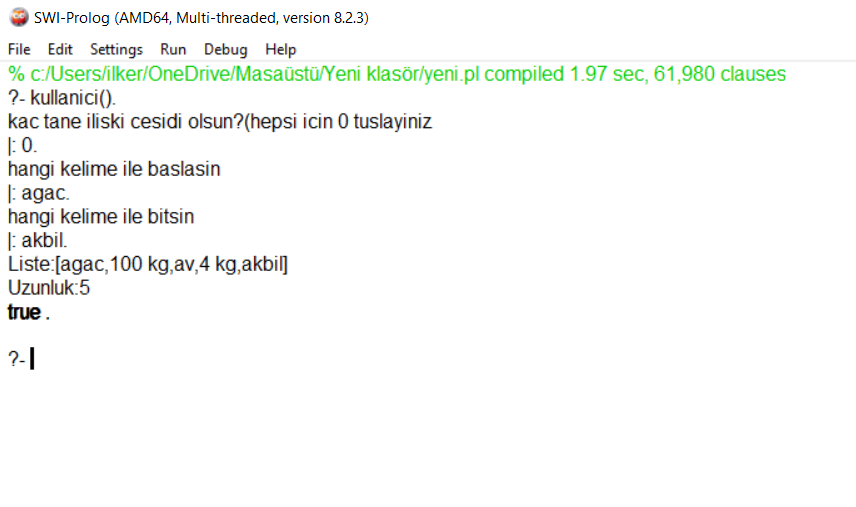 SWI-Prolog (AMD64, Multi-threaded, version 8.2.3)
File Edit Settings Run Debug Help
% c:/Users/ilker/OneDrive/Masaüstü/Yeni klasör/yeni.pl compiled 1.97 sec, 61,980 clauses
?- kullanici().
kac tane iliski cesidi olsun?(hepsi icin 0 tuslayiniz
|: 0.
hangi kelime ile baslasin
|: agac.
hangi kelime ile bitsin
|: akbil.
Liste:[agac,100 kg,av,4 kg,akbil]
Uzunluk:5
true .
?-